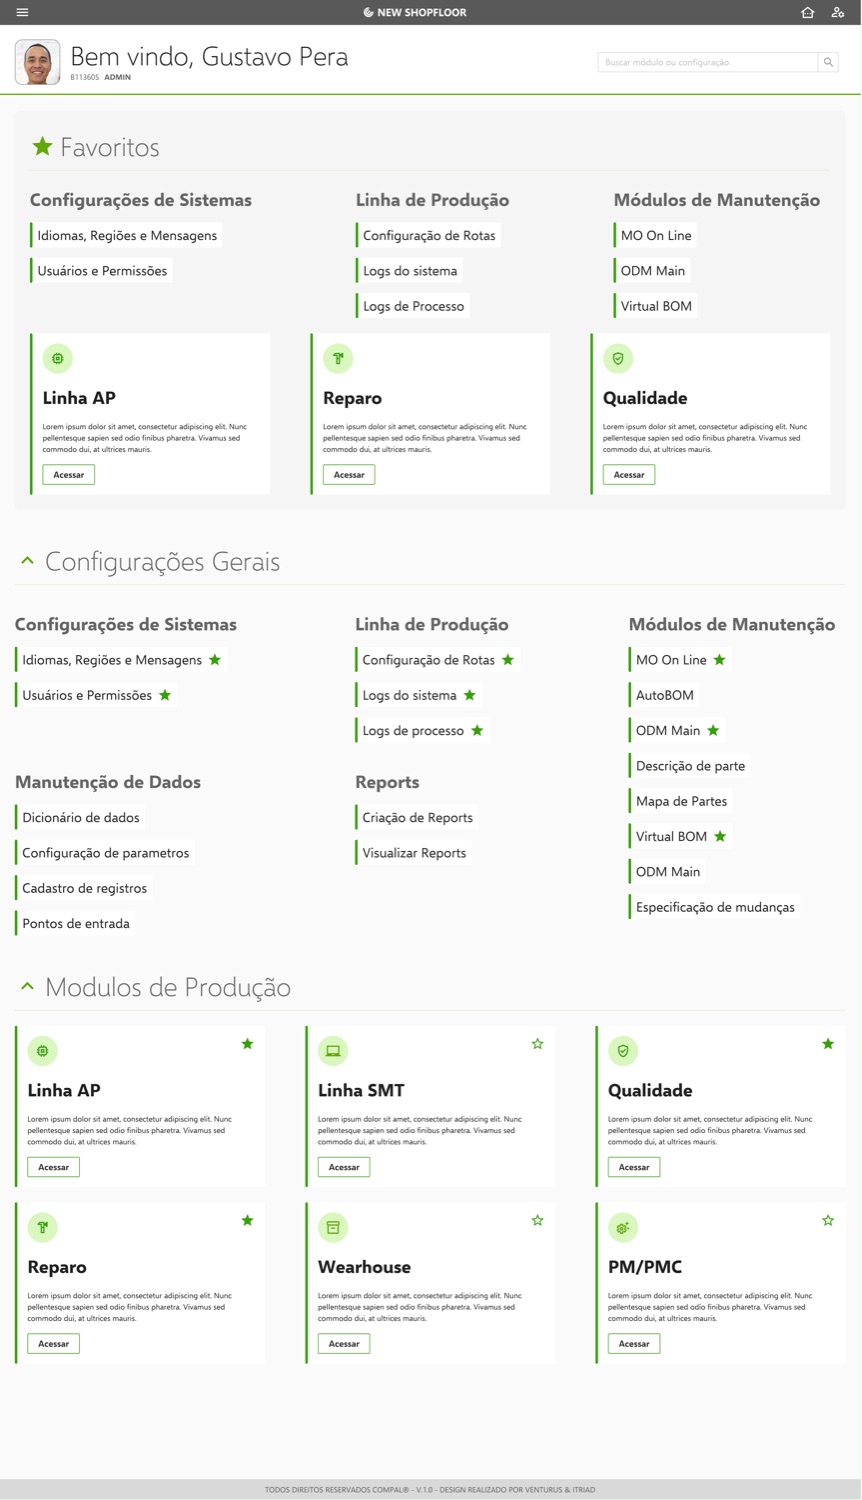 NEW SHOPFLOOR
Bem vindo, Gustavo Pera
B113605 ADMIN
Buscar módulo ou configuração
Favoritos
Configurações de Sistemas
Idiomas, Regiões e Mensagens
Usuários e Permissões
Linha de Produção
Configuração de Rotas
Logs do sistema
Logs de Processo
Módulos de Manutenção
MO On Line
ODM Main
Virtual BOM
Linha AP
Lorem ipsum dolor sit amet, consectetur adipiscing elit. Nunc
pellentesque sapien sed odio finibus pharetra. Vivamus sed
commodo dui, at ultrices mauris.
Acessar
Reparo
Lorem ipsum dolor sit amet, consectetur adipiscing elit. Nunc
pellentesque sapien sed odio finibus pharetra. Vivamus sed
commodo dui, at ultrices mauris.
Acessar
Qualidade
Lorem ipsum dolor sit amet, consectetur adipiscing elit. Nunc
pellentesque sapien sed odio finibus pharetra. Vivamus sed
commodo dui, at ultrices mauris.
Acessar
Configurações Gerais
Configurações de Sistemas
Idiomas, Regiões e Mensagens
Usuários e Permissões
Linha de Produção
Configuração de Rotas
Logs do sistema
Logs de processo
Módulos de Manutenção
MO On Line
AutoBOM
ODM Main
Descrição de parte
Mapa de Partes
Virtual BOM
ODM Main
Especificação de mudanças
Manutenção de Dados
Dicionário de dados
Configuração de parametros
Cadastro de registros
Pontos de entrada
Reports
Criação de Reports
Visualizar Reports
Modulos de Produção
Linha AP
Lorem ipsum dolor sit amet, consectetur adipiscing elit. Nunc
pellentesque sapien sed odio finibus pharetra. Vivamus sed
commodo dui, at ultrices mauris.
Acessar
Linha SMT
Lorem ipsum dolor sit amet, consectetur adipiscing elit. Nunc
pellentesque sapien sed odio finibus pharetra. Vivamus sed
commodo dui, at ultrices mauris.
Acessar
Qualidade
Lorem ipsum dolor sit amet, consectetur adipiscing elit. Nunc
pellentesque sapien sed odio finibus pharetra. Vivamus sed
commodo dui, at ultrices mauris.
Acessar
Reparo
Lorem ipsum dolor sit amet, consectetur adipiscing elit. Nunc
pellentesque sapien sed odio finibus pharetra. Vivamus sed
commodo dui, at ultrices mauris.
Acessar
Wearhouse
Lorem ipsum dolor sit amet, consectetur adipiscing elit. Nunc
pellentesque sapien sed odio finibus pharetra. Vivamus sed
commodo dui, at ultrices mauris.
Acessar
PM/PMC
Lorem ipsum dolor sit amet, consectetur adipiscing elit. Nunc
pellentesque sapien sed odio finibus pharetra. Vivamus sed
commodo dui, at ultrices mauris.
Acessar
TODOS DIREITOS RESERVADOS COMPAL® - V.1.0 - DESIGN REALIZADO POR VENTURUS & ITRIAD